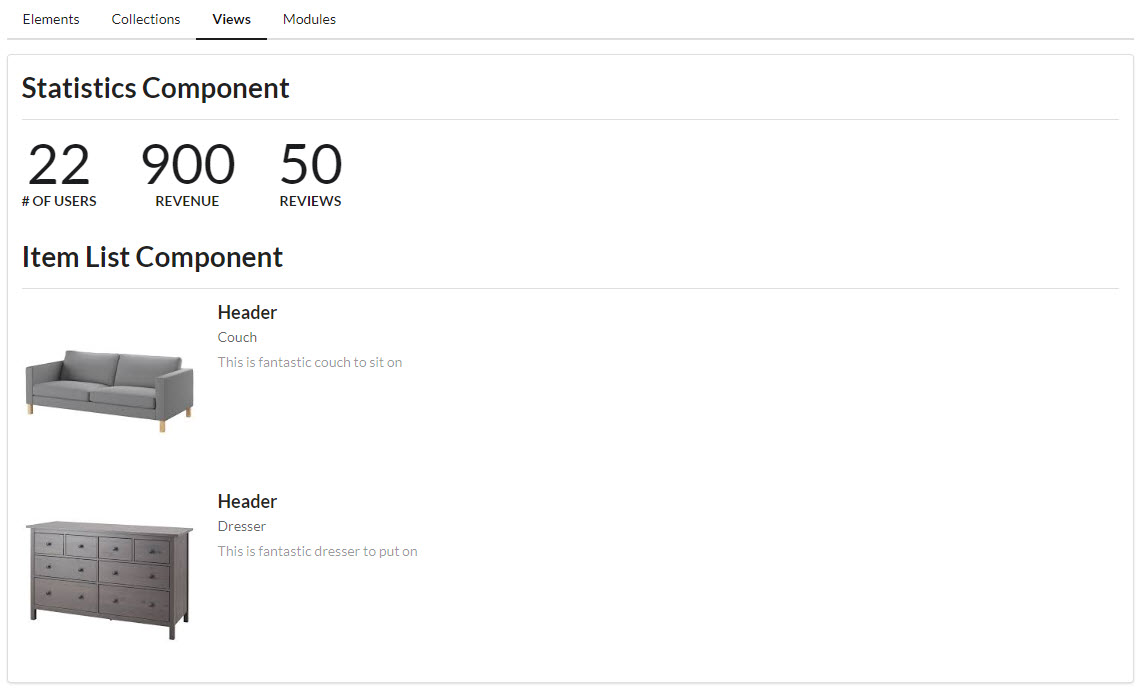 Elements Collections Views Modules
Statistics Component
22 900 50
# OF USERS REVENUE REVIEWS
Item List Component
Header
Couch
This is fantastic couch to sit on
Header
Dresser
This is fantastic dresser to put on